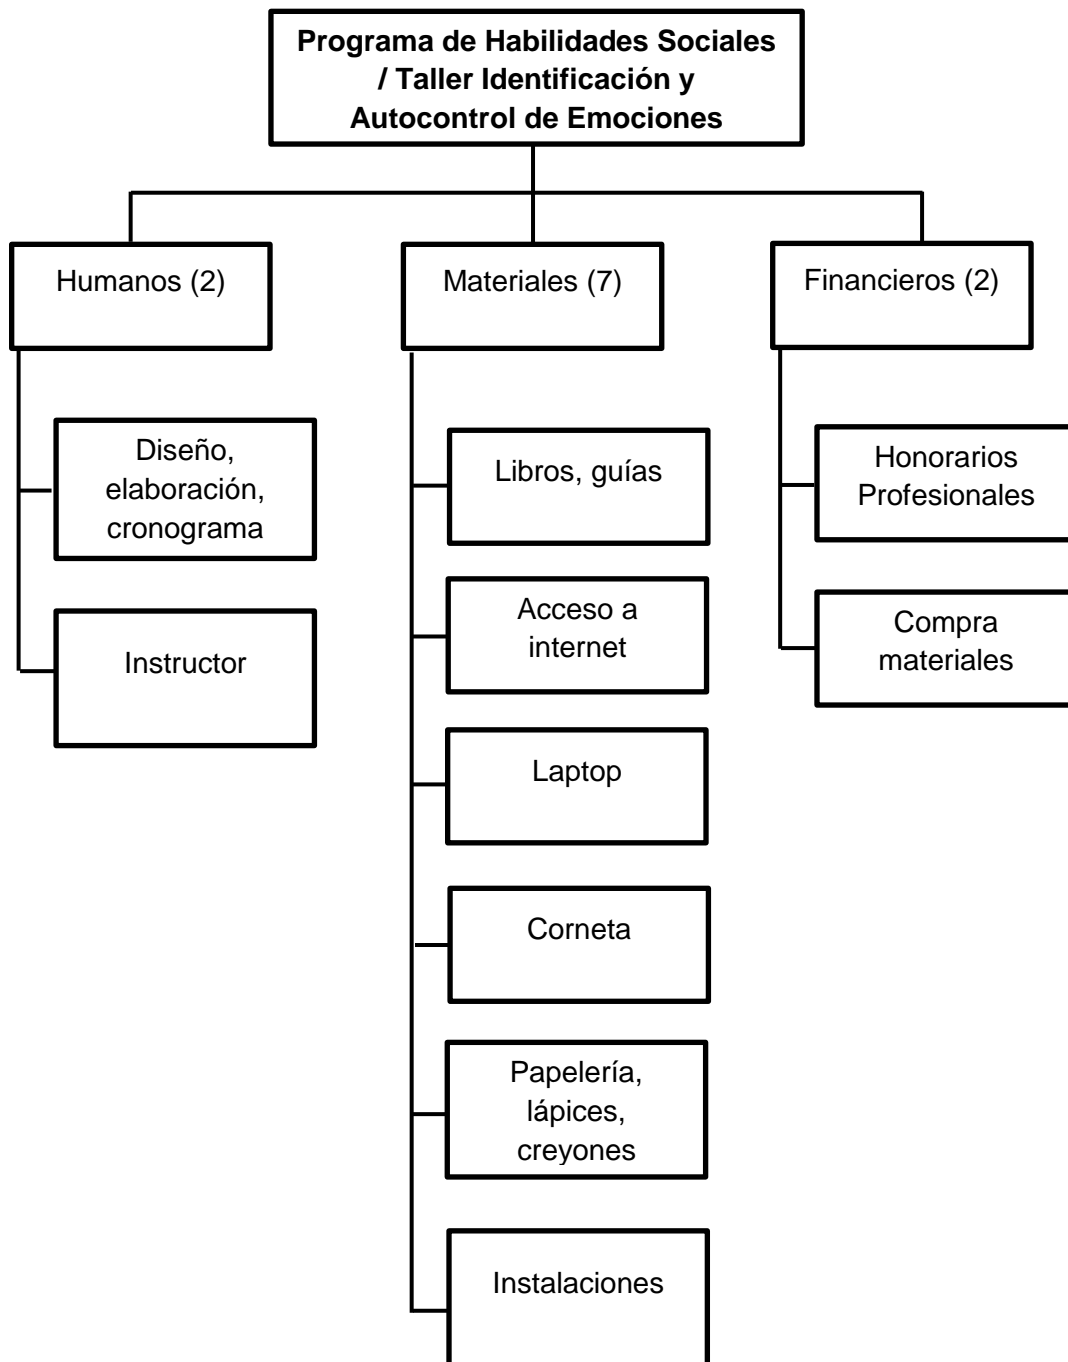 Programa de Habilidades Sociales
/ Taller Identificación y
Autocontrol de Emociones
Humanos (2)
Materiales (7)
Financieros (2)
Diseño,
elaboración,
cronograma
Instructor
Libros, guías
Acceso a
internet
Laptop
Corneta
Papelería,
lápices,
creyones
Instalaciones
Honorarios
Profesionales
Compra
materiales